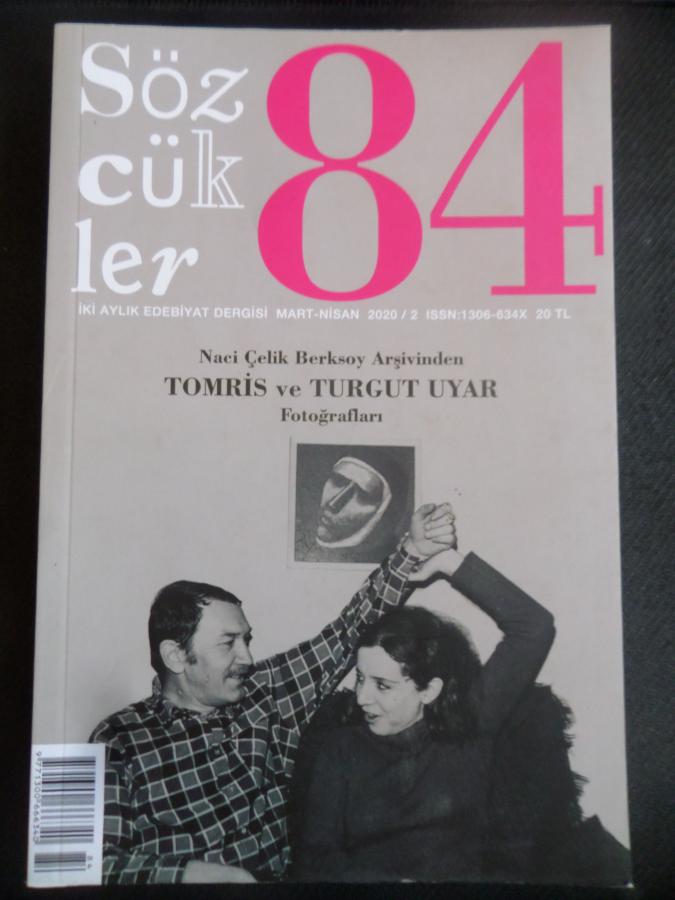 Söz
cük
ler
84
İKİ AYLIK EDEBİYAT DERGİSİ MART-NİSAN 2020 / 2 ISSN:1306-634X 20 TL
Naci Çelik Berksoy Arşivinden
TOMRİS ve TURGUT UYAR
Fotoğrafları
84